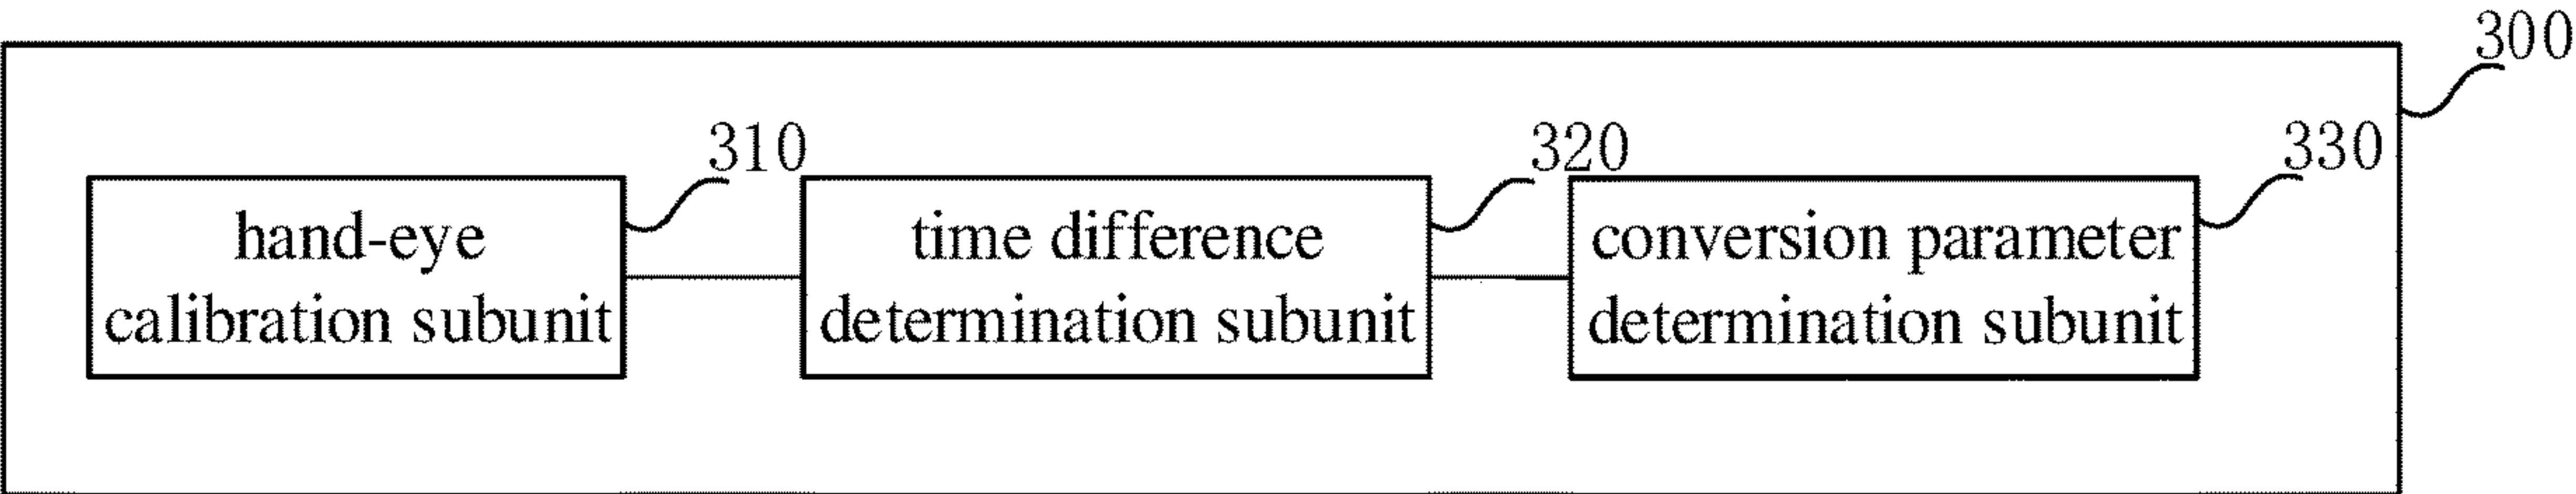 300
310
320
330
hand-eye
calibration subunit
time difference
determination subunit
conversion parameter
determination subunit